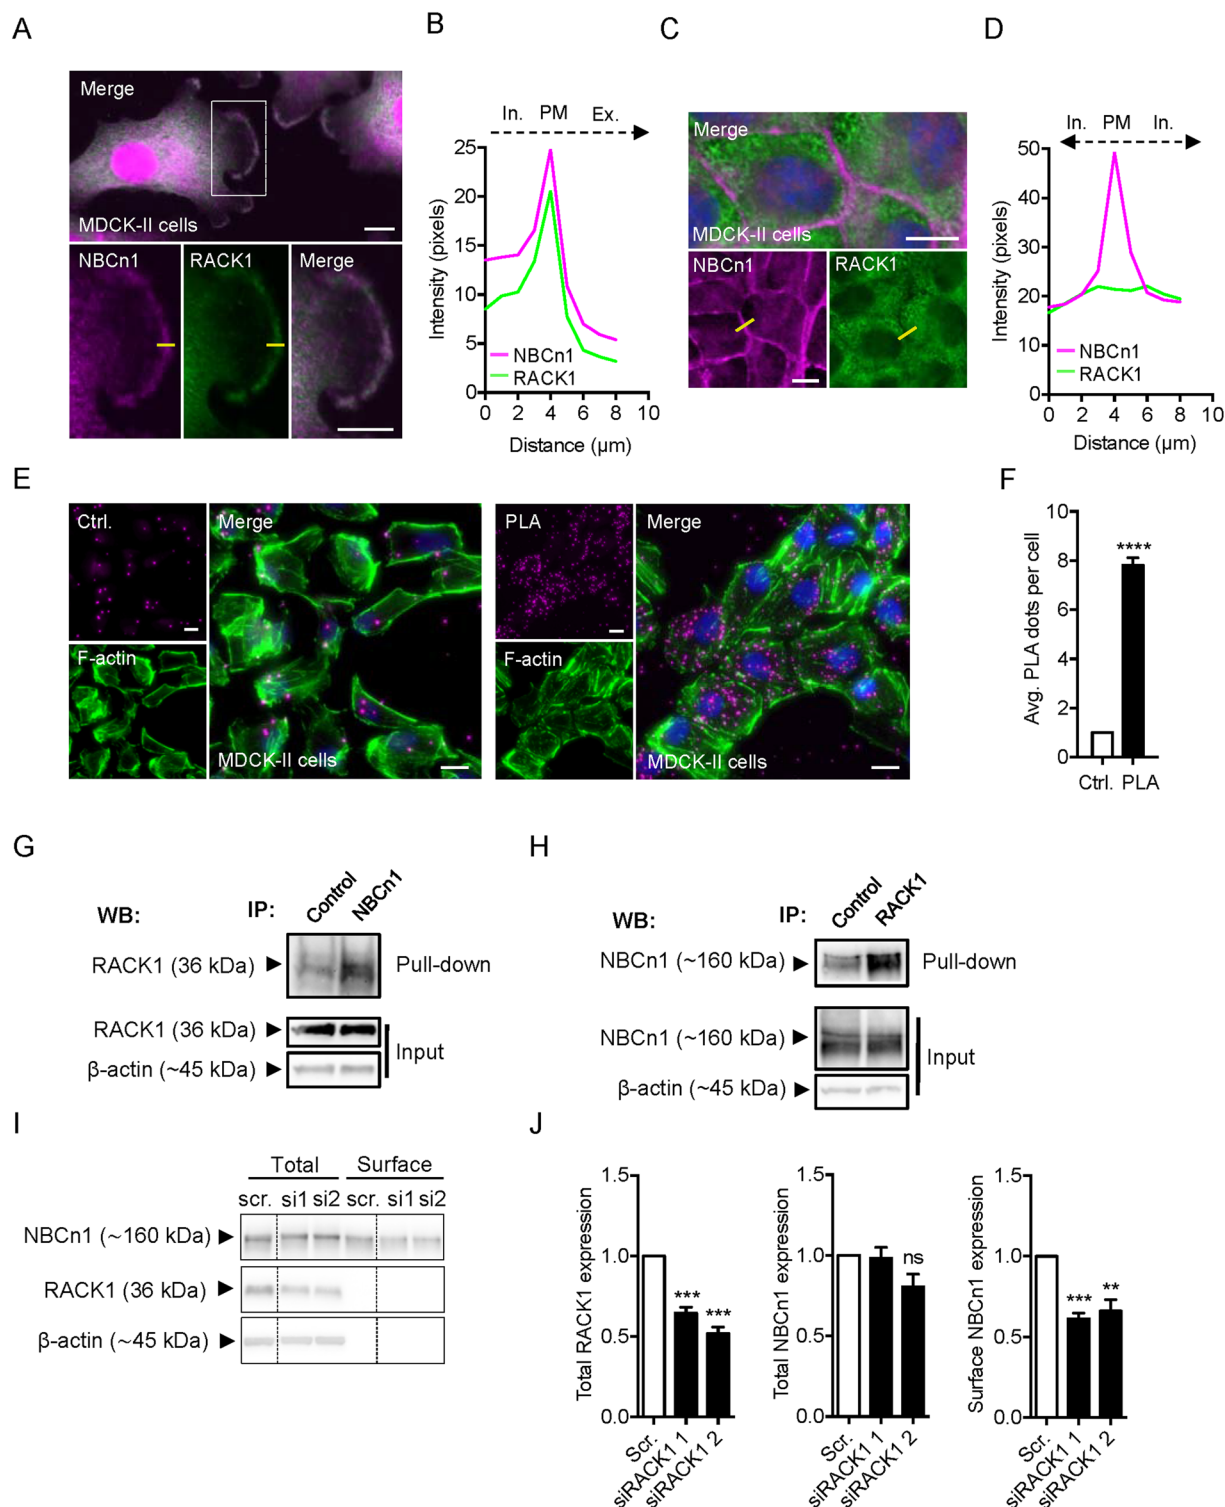 A
Merge
MDCK-II cells
NBCn1
RACK1
Merge
B
In. PM Ex.
Intensity (pixels)
25
20
15
10
5
0
NBCn1
RACK1
0 2 4 6 8 10
Distance (µm)
C
Merge
MDCK-II cells
NBCn1
RACK1
D
In. PM In.
Intensity (pixels)
50
40
30
20
10
0
NBCn1
RACK1
0 2 4 6 8 10
Distance (µm)
E
Ctrl.
F-actin
Merge
MDCK-II cells
PLA
F-actin
Merge
MDCK-II cells
F
Avg. PLA dots per cell
10
8
6
4
2
0
****
Ctrl. PLA
G
WB: IP: Control NBCn1
RACK1 (36 kDa) Pull-down
RACK1 (36 kDa)
Input
β-actin (~45 kDa)
H
WB: IP: Control RACK1
NBCn1 (~160 kDa) Pull-down
NBCn1 (~160 kDa)
Input
β-actin (~45 kDa)
I
Total Surface
scr. si1 si2 scr. si1 si2
NBCn1 (~160 kDa)
RACK1 (36 kDa)
β-actin (~45 kDa)
J
Total RACK1 expression
1.5
1.0
0.5
0.0
*** ***
Scr.
siRACK1 1
siRACK1 2
Total NBCn1 expression
1.5
1.0
0.5
0.0
ns
Scr.
siRACK1 1
siRACK1 2
Surface NBCn1 expression
1.5
1.0
0.5
0.0
*** **
Scr.
siRACK1 1
siRACK1 2